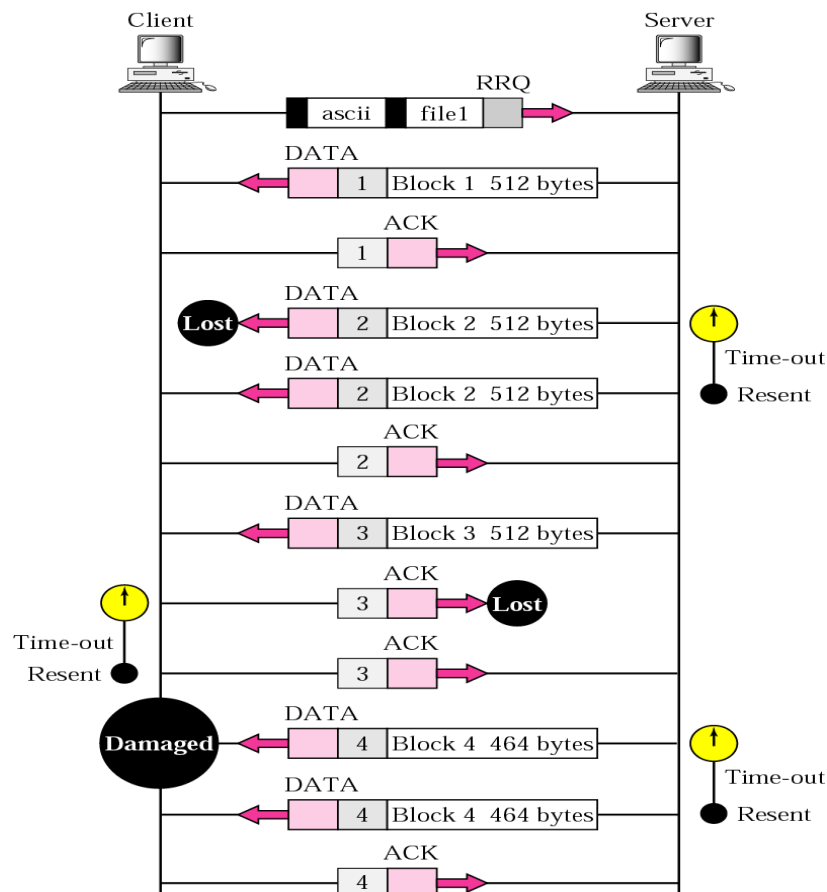 Client Server
RRQ
ascii file1
DATA
1 Block 1 512 bytes
ACK
1
DATA
Lost 2 Block 2 512 bytes
Time-out
DATA
2 Block 2 512 bytes Resent
ACK
2
DATA
3 Block 3 512 bytes
ACK
3 Lost
Time-out
ACK
Resent 3
DATA
Damaged 4 Block 4 464 bytes
Time-out
DATA
4 Block 4 464 bytes Resent
ACK
4